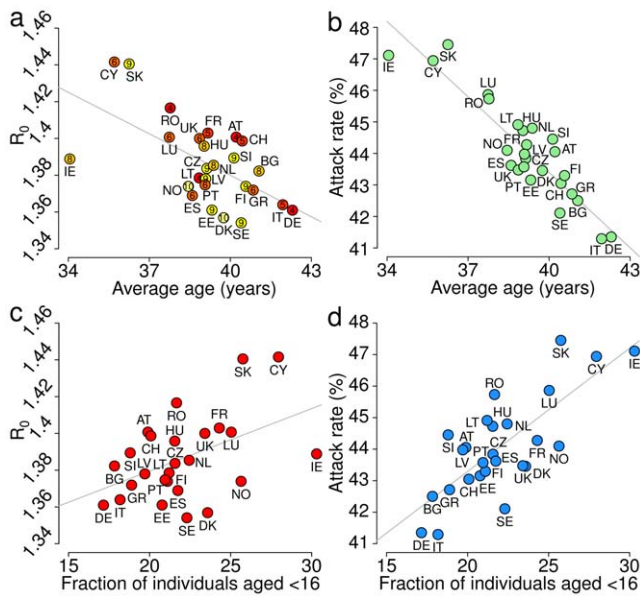 a
1.46
1.44
1.42
1.4
1.38
1.36
1.34
R0
6 9
CY SK
RO
UK FR AT
LU HU CH
IE CZ SI BG
NO LV NL
ES PT FI GR
EE DK SE IT DE
34 37 40 43
Average age (years)
b
48
47
46
45
44
43
42
41
Attack rate (%)
IE CY SK
LU
RO
LT HU NL
NO FR SI
LV AT
ES CZ
UK PT EE DK FI
CH GR
SE BG
IT DE
34 37 40 43
Average age (years)
c
1.46
1.44
1.42
1.4
1.38
1.36
1.34
R0
SK CY
RO
AT HU FR
CH UK LU
SI CZ NL IE
BG LV LT
GR PT FI NO
DE IT EE ES
SE DK
15 20 25 30
Fraction of individuals aged <16
d
48
47
46
45
44
43
42
41
Attack rate (%)
SK CY IE
RO LU
LT HU
SI AT NL
LV PT CZ FR NO
ES
CH EE FI UK DK
BG GR
SE
DE IT
15 20 25 30
Fraction of individuals aged <16